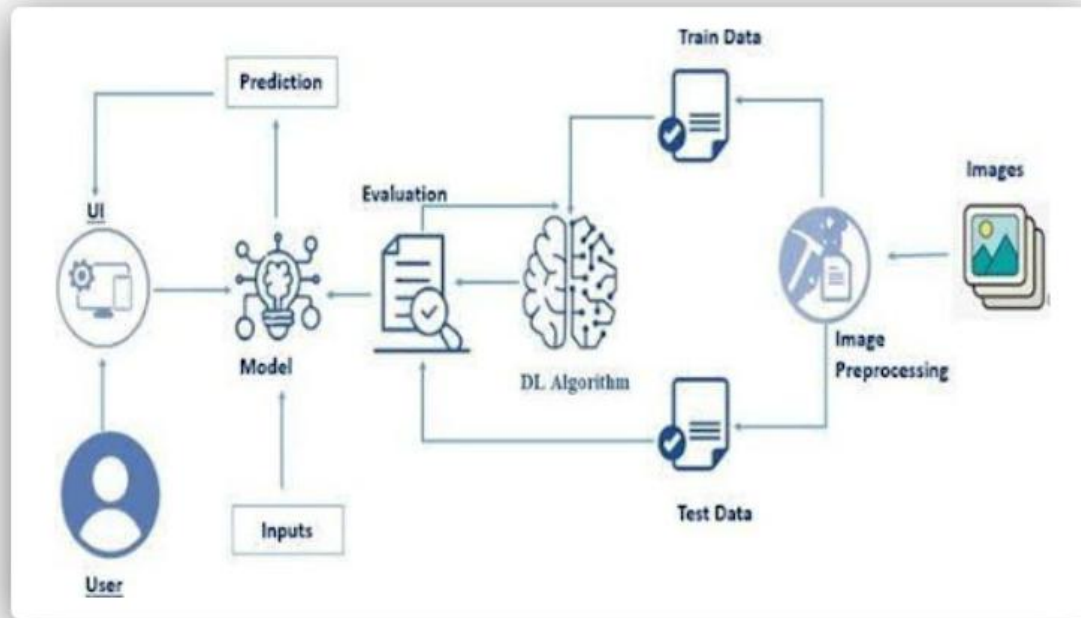 Train Data
Prediction
Images
Evaluation
UI
Image
Preprocessing
Model
DL Algorithm
Test Data
Inputs
User